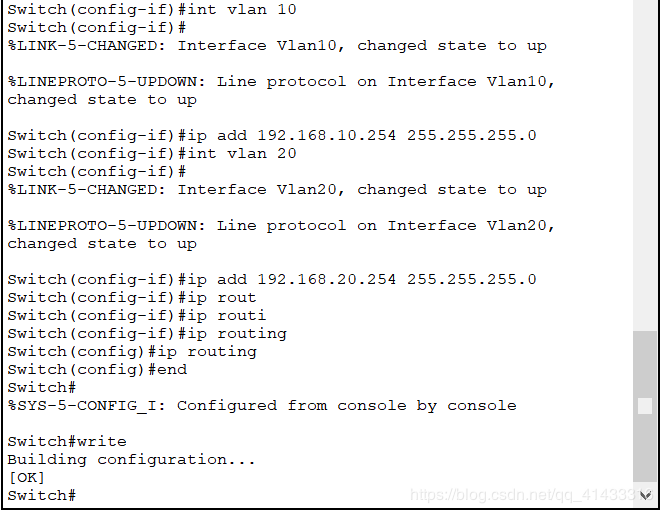 Switch(config-if)#int vlan 10
Switch(config-if)#
%LINK-5-CHANGED: Interface Vlan10, changed state to up
%LINEPROTO-5-UPDOWN: Line protocol on Interface Vlan10,
changed state to up
Switch(config-if)#ip add 192.168.10.254 255.255.255.0
Switch(config-if)#int vlan 20
Switch(config-if)#
%LINK-5-CHANGED: Interface Vlan20, changed state to up
%LINEPROTO-5-UPDOWN: Line protocol on Interface Vlan20,
changed state to up
Switch(config-if)#ip add 192.168.20.254 255.255.255.0
Switch(config-if)#ip rout
Switch(config-if)#ip routi
Switch(config-if)#ip routing
Switch(config)#ip routing
Switch(config)#end
Switch#
%SYS-5-CONFIG_I: Configured from console by console
Switch#write
Building configuration...
[OK]
Switch#